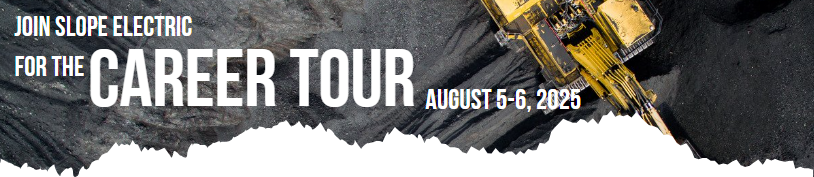 JOIN SLOPE ELECTRIC
FOR THE CAREER TOUR AUGUST 5-6, 2025